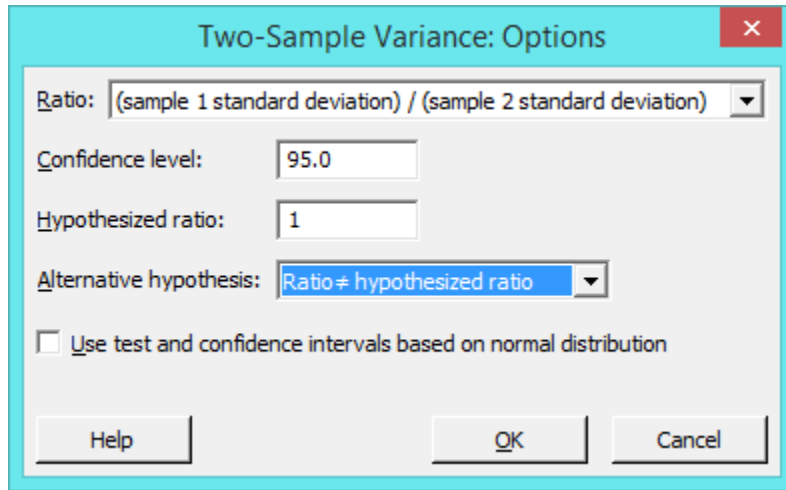 Two-Sample Variance: Options
Ratio: (sample 1 standard deviation) / (sample 2 standard deviation)
Confidence level: 95.0
Hypothesized ratio: 1
Alternative hypothesis: Ratio ≠ hypothesized ratio
Use test and confidence intervals based on normal distribution
Help OK Cancel